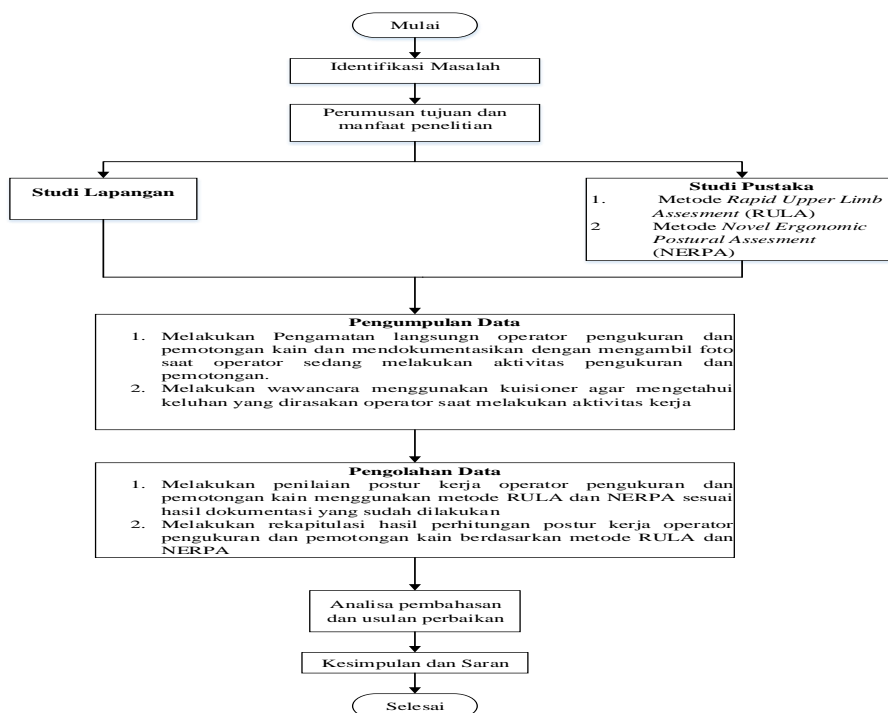 Mulai
Identifikasi Masalah
Perumusan tujuan dan
manfaat penelitian
Studi Lapangan
Studi Pustaka
1. Metode Rapid Upper Limb
Assesment (RULA)
2 Metode Novel Ergonomic
Postural Assesment
(NERPA)
Pengumpulan Data
1. Melakukan Pengamatan langsungn operator pengukuran dan
pemotongan kain dan mendokumentasikan dengan mengambil foto
saat operator sedang melakukan aktivitas pengukuran dan
pemotongan.
2. Melakukan wawancara menggunakan kuisioner agar mengetahui
keluhan yang dirasakan operator saat melakukan aktivitas kerja
Pengolahan Data
1. Melakukan penilaian postur kerja operator pengukuran dan
pemotongan kain menggunakan metode RULA dan NERPA sesuai
hasil dokumentasi yang sudah dilakukan
2. Melakukan rekapitulasi hasil perhitungan postur kerja operator
pengukuran dan pemotongan kain berdasarkan metode RULA dan
NERPA
Analisa pembahasan
dan usulan perbaikan
Kesimpulan dan Saran
Selesai